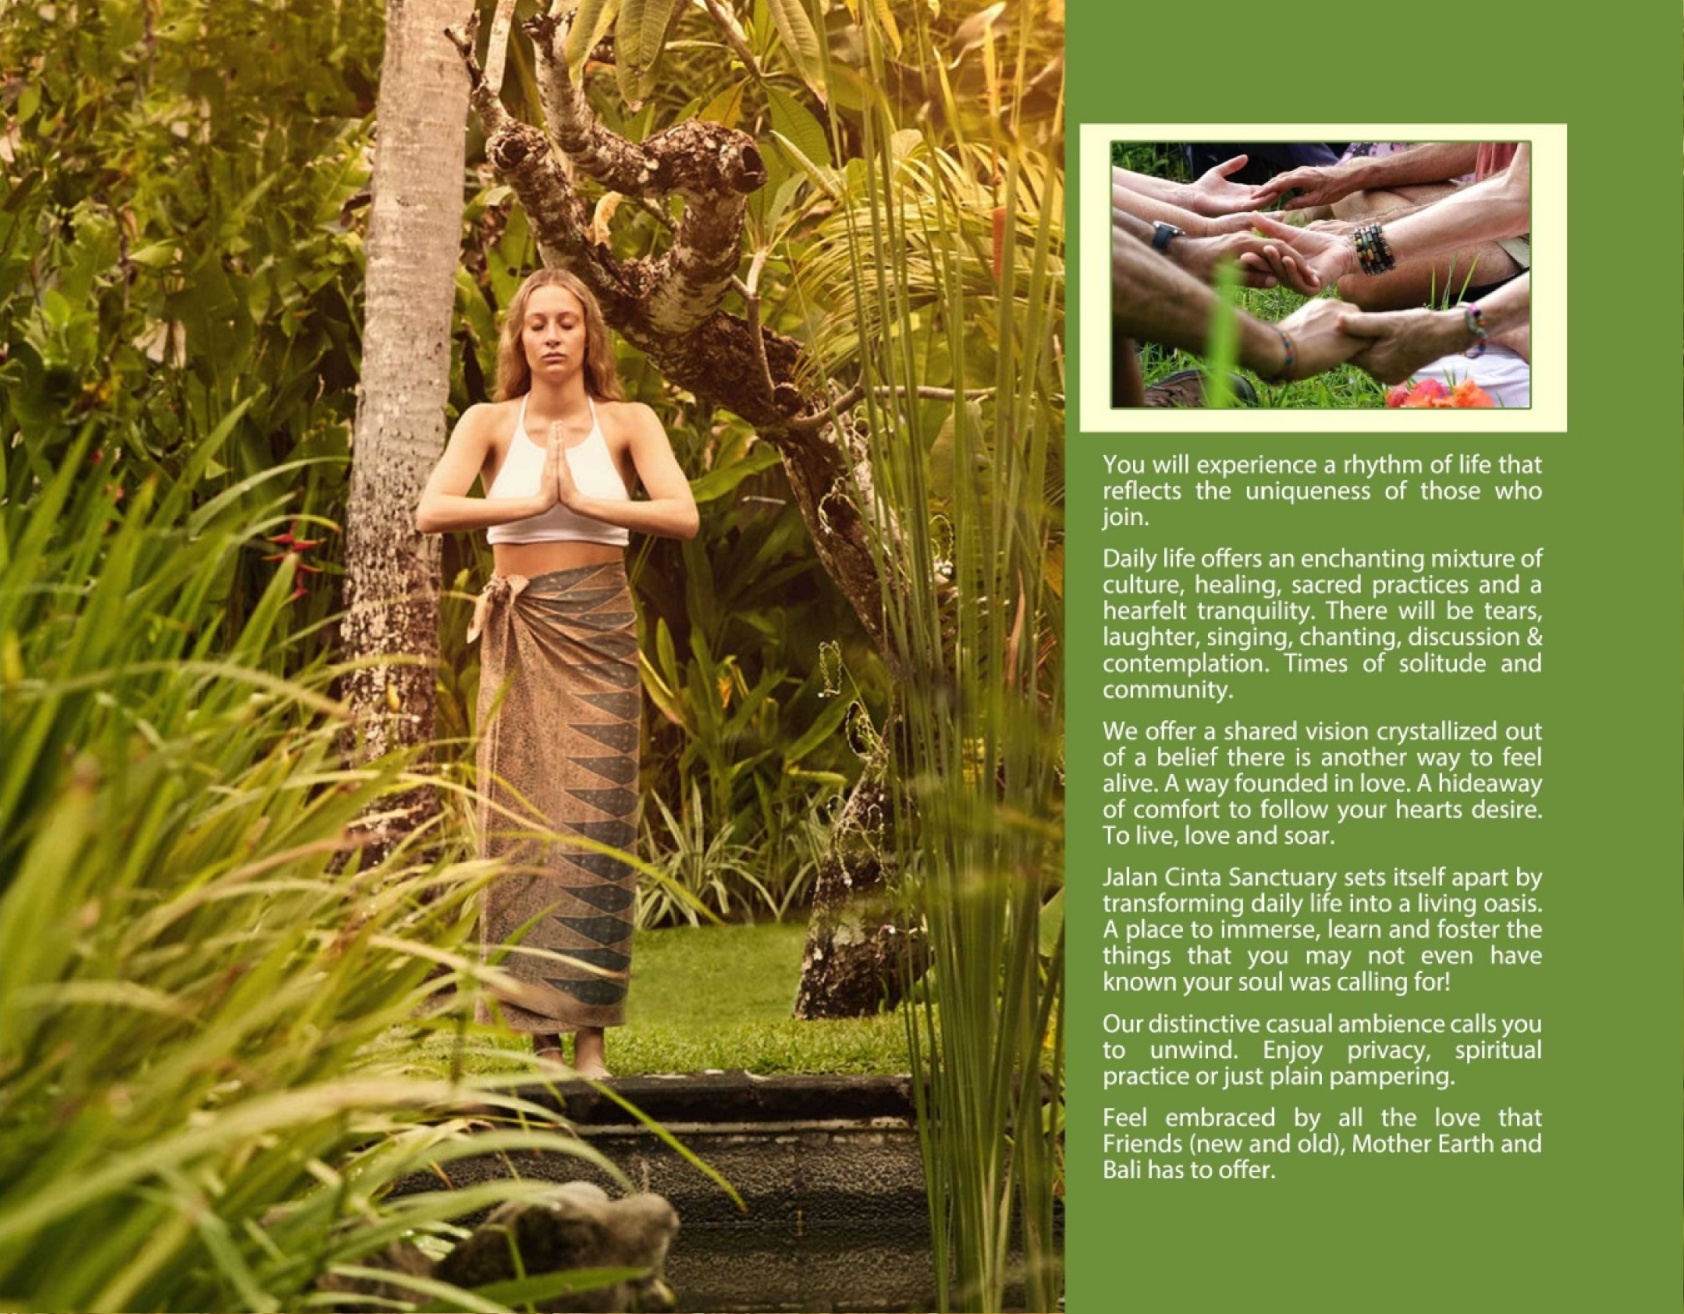 You will experience a rhythm of life that
reflects the uniqueness of those who
join.
Daily life offers an enchanting mixture of
culture, healing, sacred practices and a
hearfelt tranquility. There will be tears,
laughter, singing, chanting, discussion &
contemplation. Times of solitude and
community.
We offer a shared vision crystallized out
of a belief there is another way to feel
alive. A way founded in love. A hideaway
of comfort to follow your hearts desire.
To live, love and soar.
Jalan Cinta Sanctuary sets itself apart by
transforming daily life into a living oasis.
A place to immerse, learn and foster the
things that you may not even have
known your soul was calling for!
Our distinctive casual ambience calls you
to unwind. Enjoy privacy, spiritual
practice or just plain pampering.
Feel embraced by all the love that
Friends (new and old), Mother Earth and
Bali has to offer.